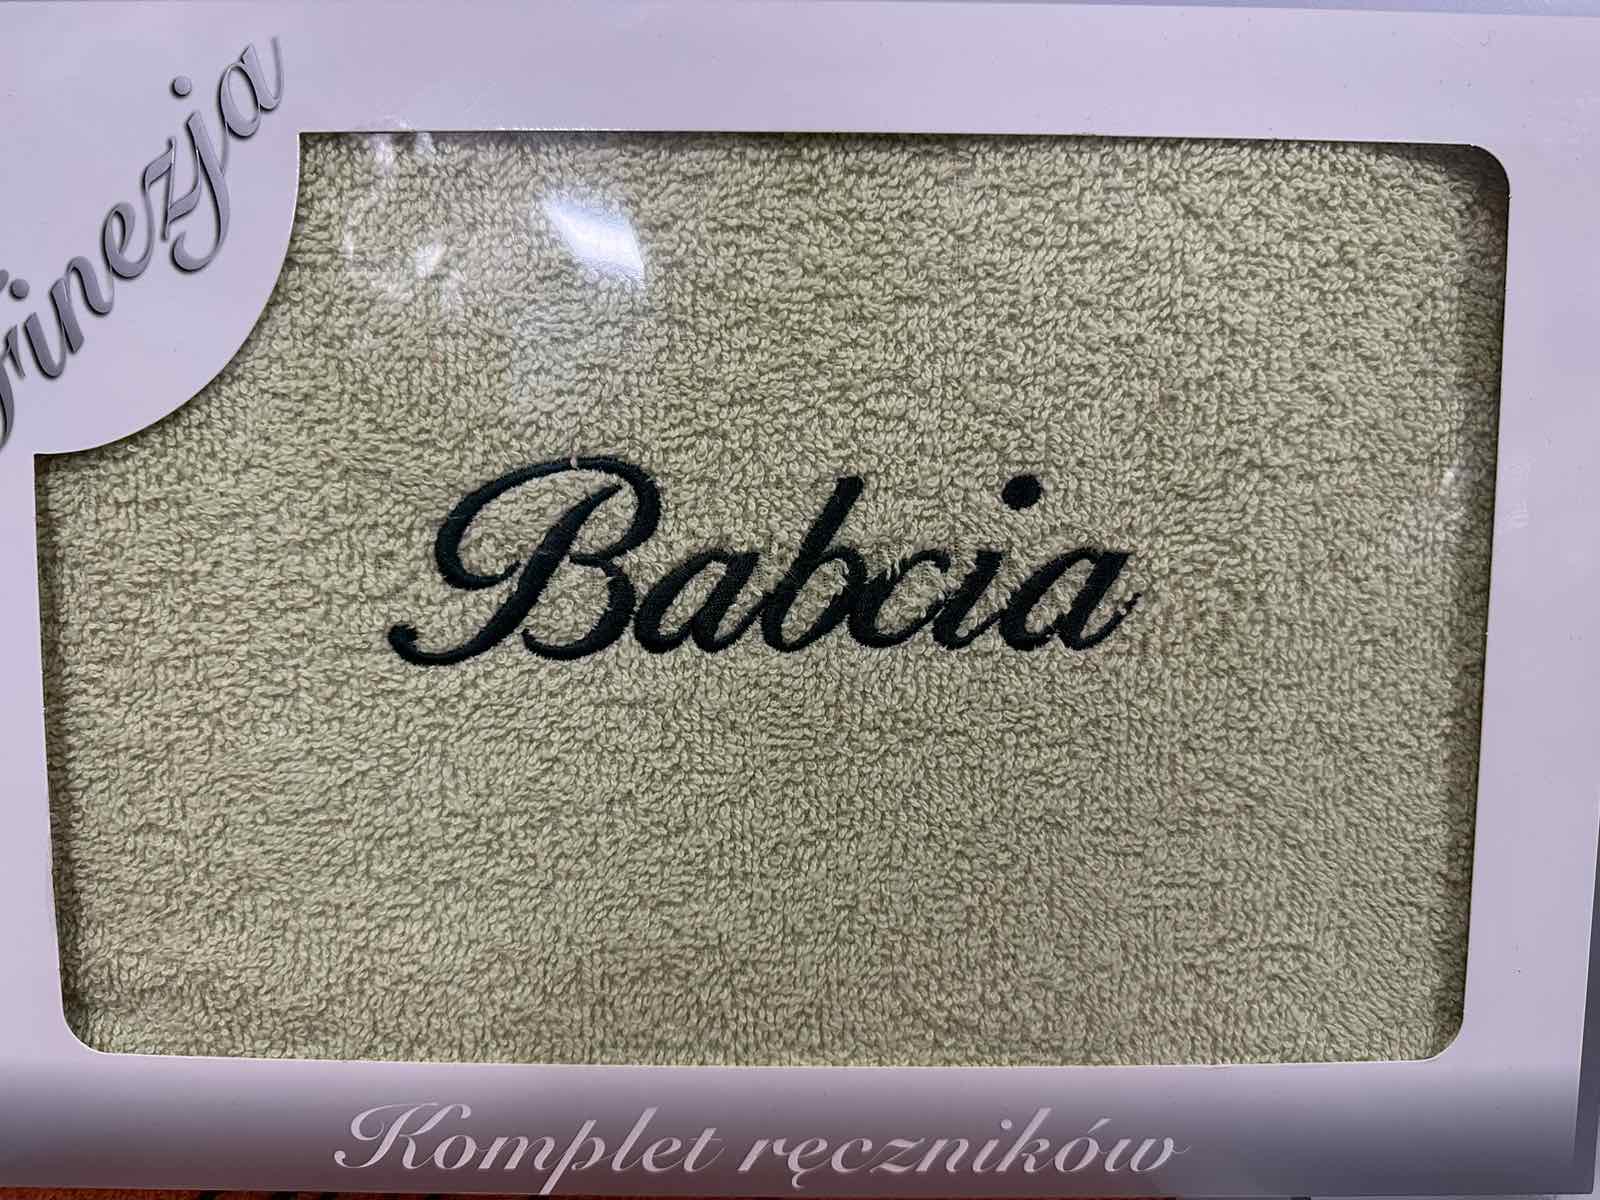 Finezja
Babcia
Komplet ręczników